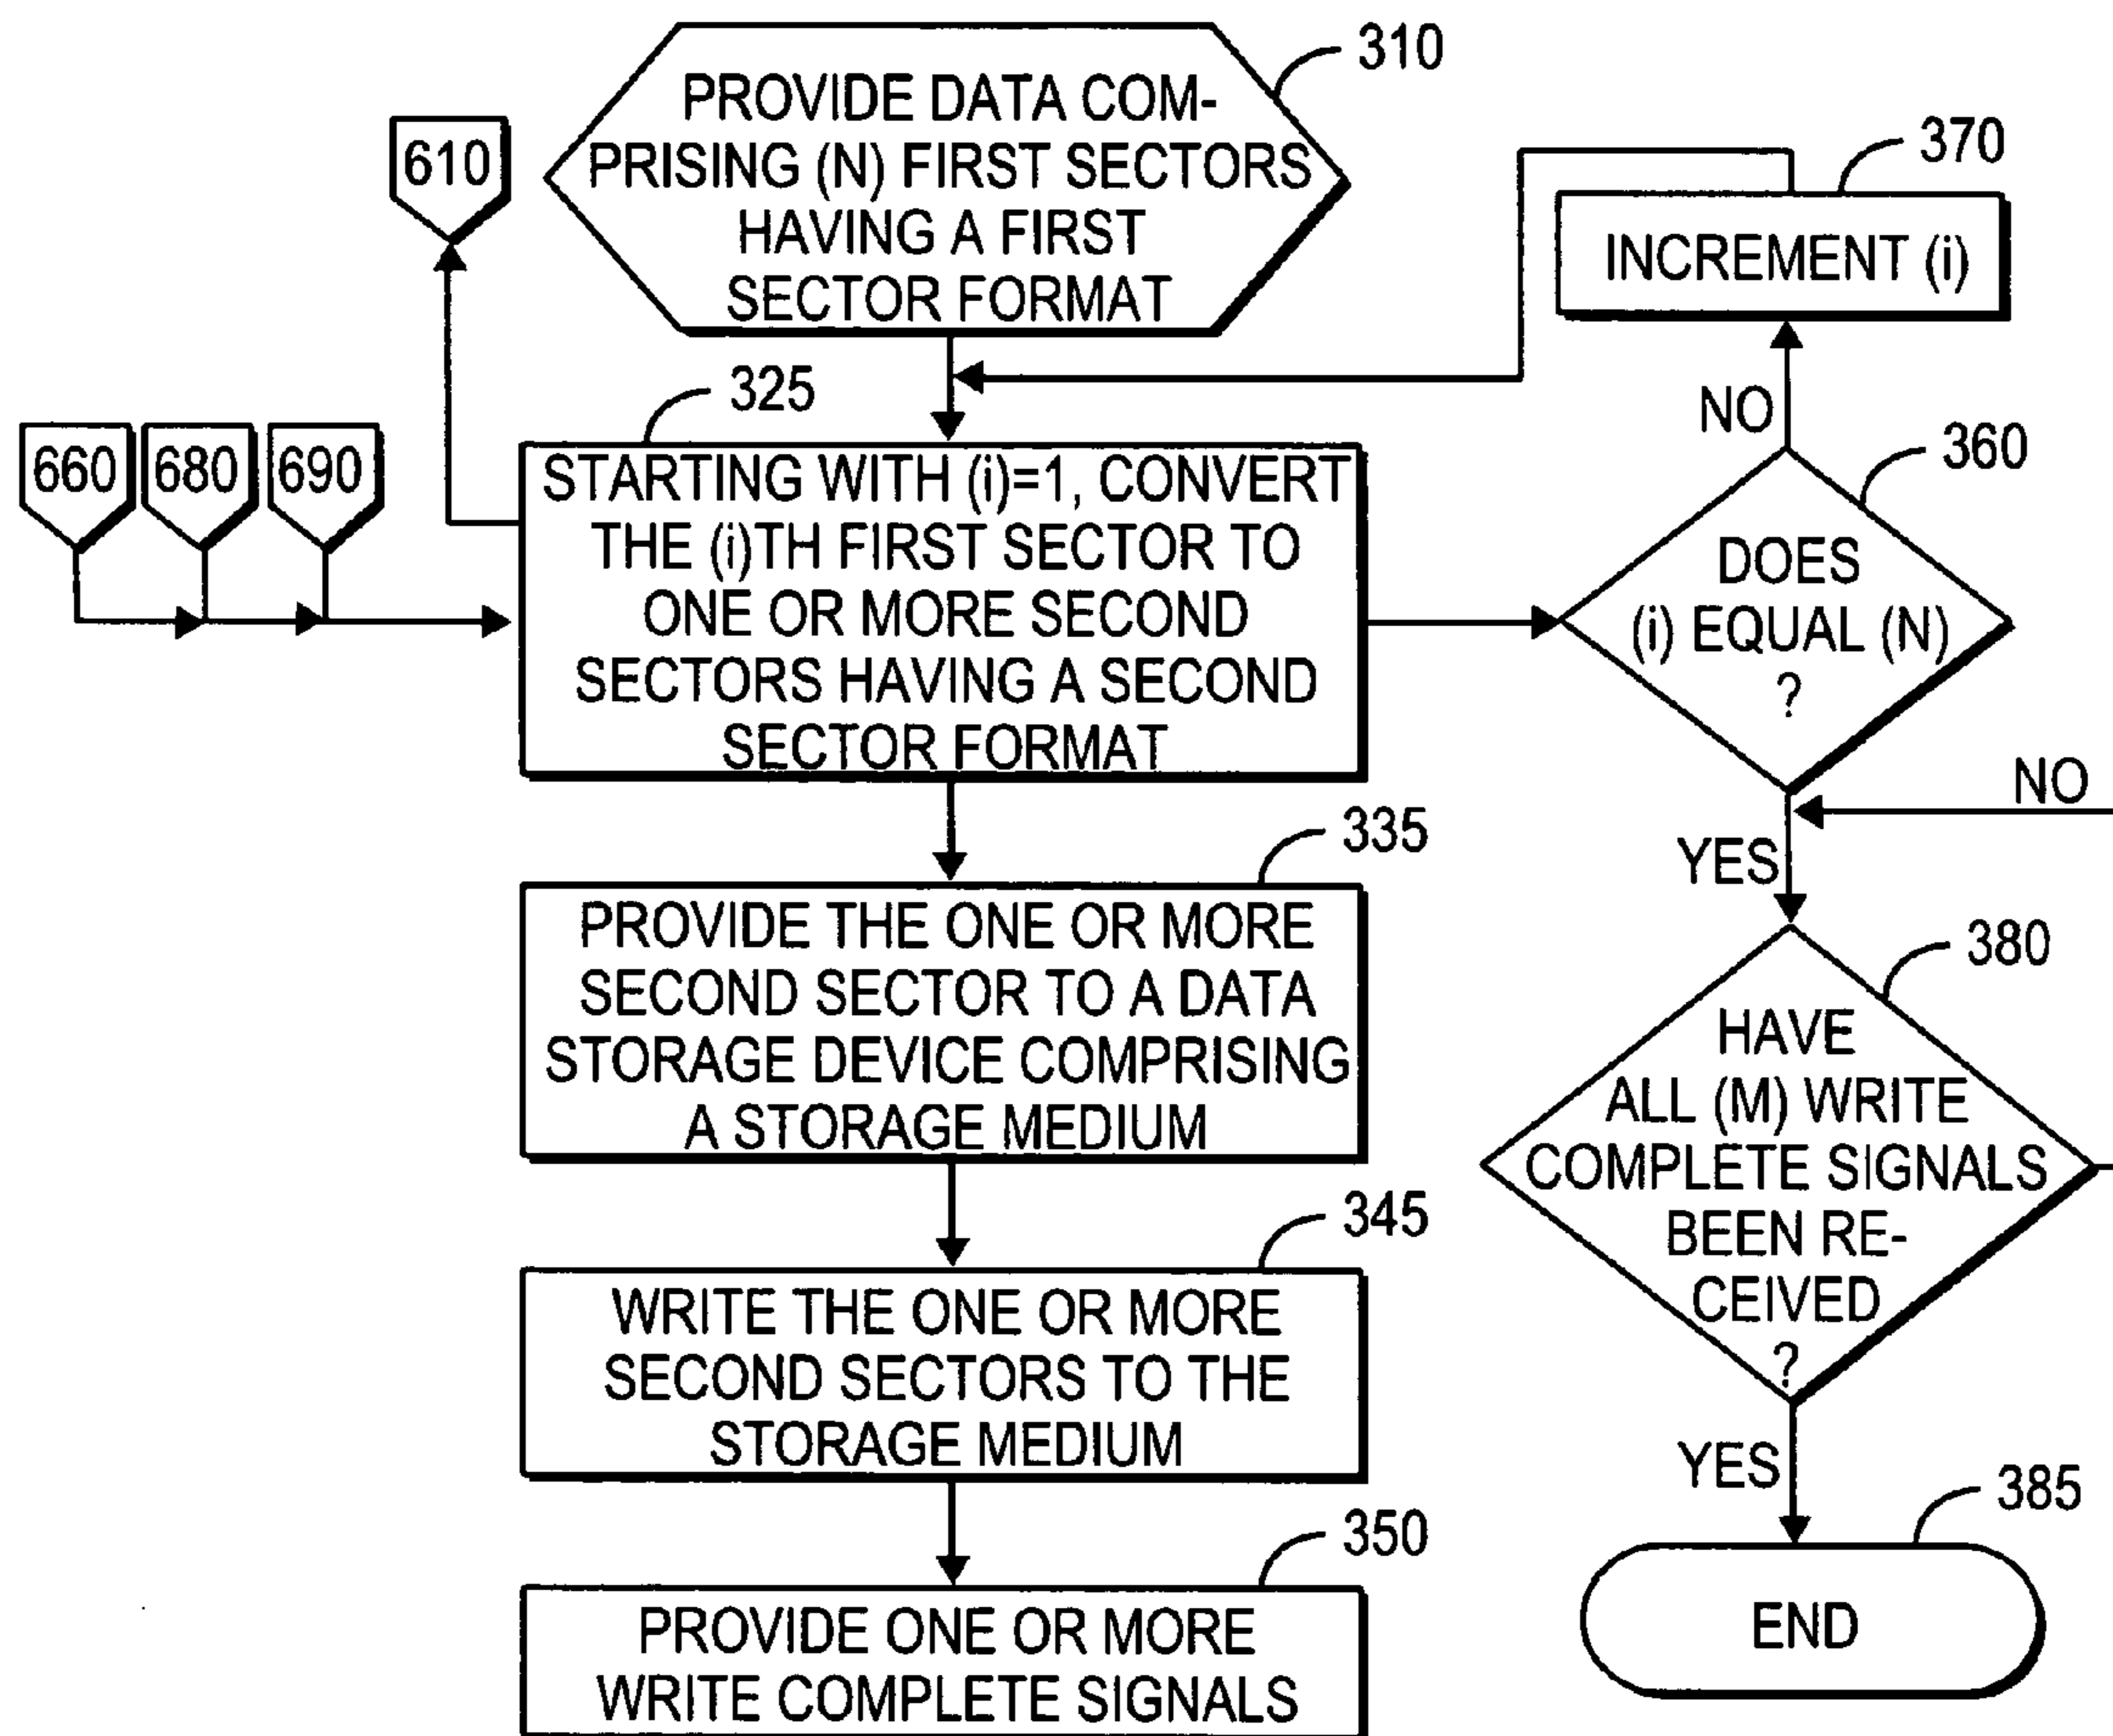 310
PROVIDE DATA COM-
PRISING (N) FIRST SECTORS
HAVING A FIRST
SECTOR FORMAT
610
370
INCREMENT (i)
325
660
680
690
STARTING WITH (i)=1, CONVERT
THE (i)TH FIRST SECTOR TO
ONE OR MORE SECOND
SECTORS HAVING A SECOND
SECTOR FORMAT
NO
360
DOES
(i) EQUAL (N)
?
NO
YES
335
PROVIDE THE ONE OR MORE
SECOND SECTOR TO A DATA
STORAGE DEVICE COMPRISING
A STORAGE MEDIUM
380
HAVE
ALL (M) WRITE
COMPLETE SIGNALS
BEEN RE-
CEIVED
?
345
WRITE THE ONE OR MORE
SECOND SECTORS TO THE
STORAGE MEDIUM
YES
385
END
350
PROVIDE ONE OR MORE
WRITE COMPLETE SIGNALS